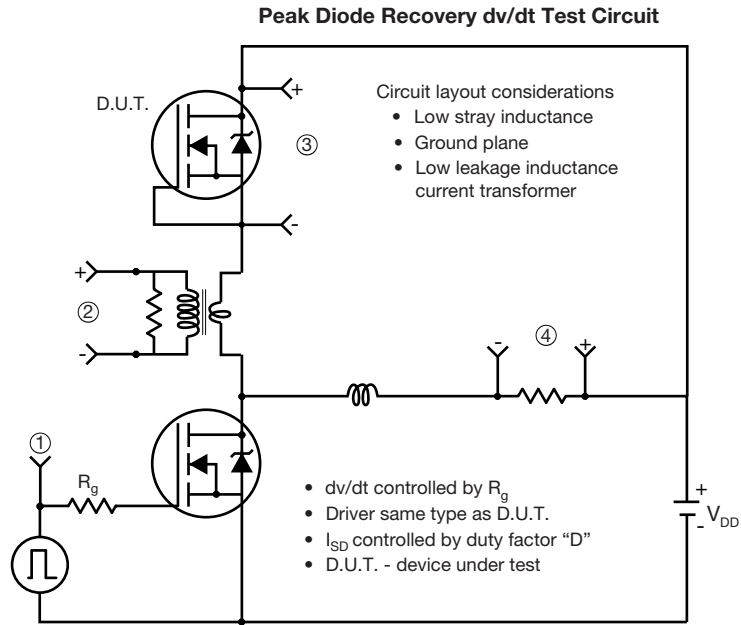 Peak Diode Recovery dv/dt Test Circuit
D.U.T.
+
③
-
Circuit layout considerations
• Low stray inductance
• Ground plane
• Low leakage inductance
current transformer
+
②
-
-
④
+
①
Rg
• dv/dt controlled by Rg
• Driver same type as D.U.T.
• ISD controlled by duty factor “D”
• D.U.T. - device under test
+
VDD
-